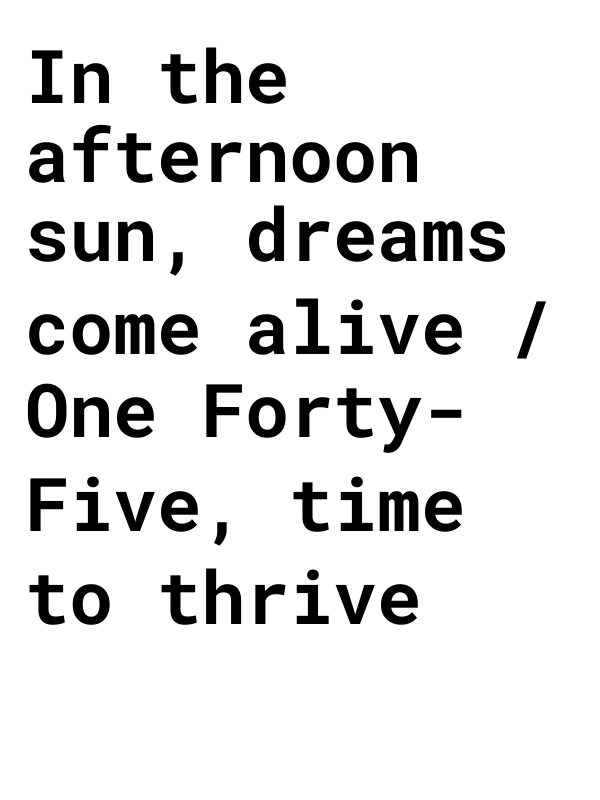 In the
afternoon
sun, dreams
come alive /
One Forty-
Five, time
to thrive